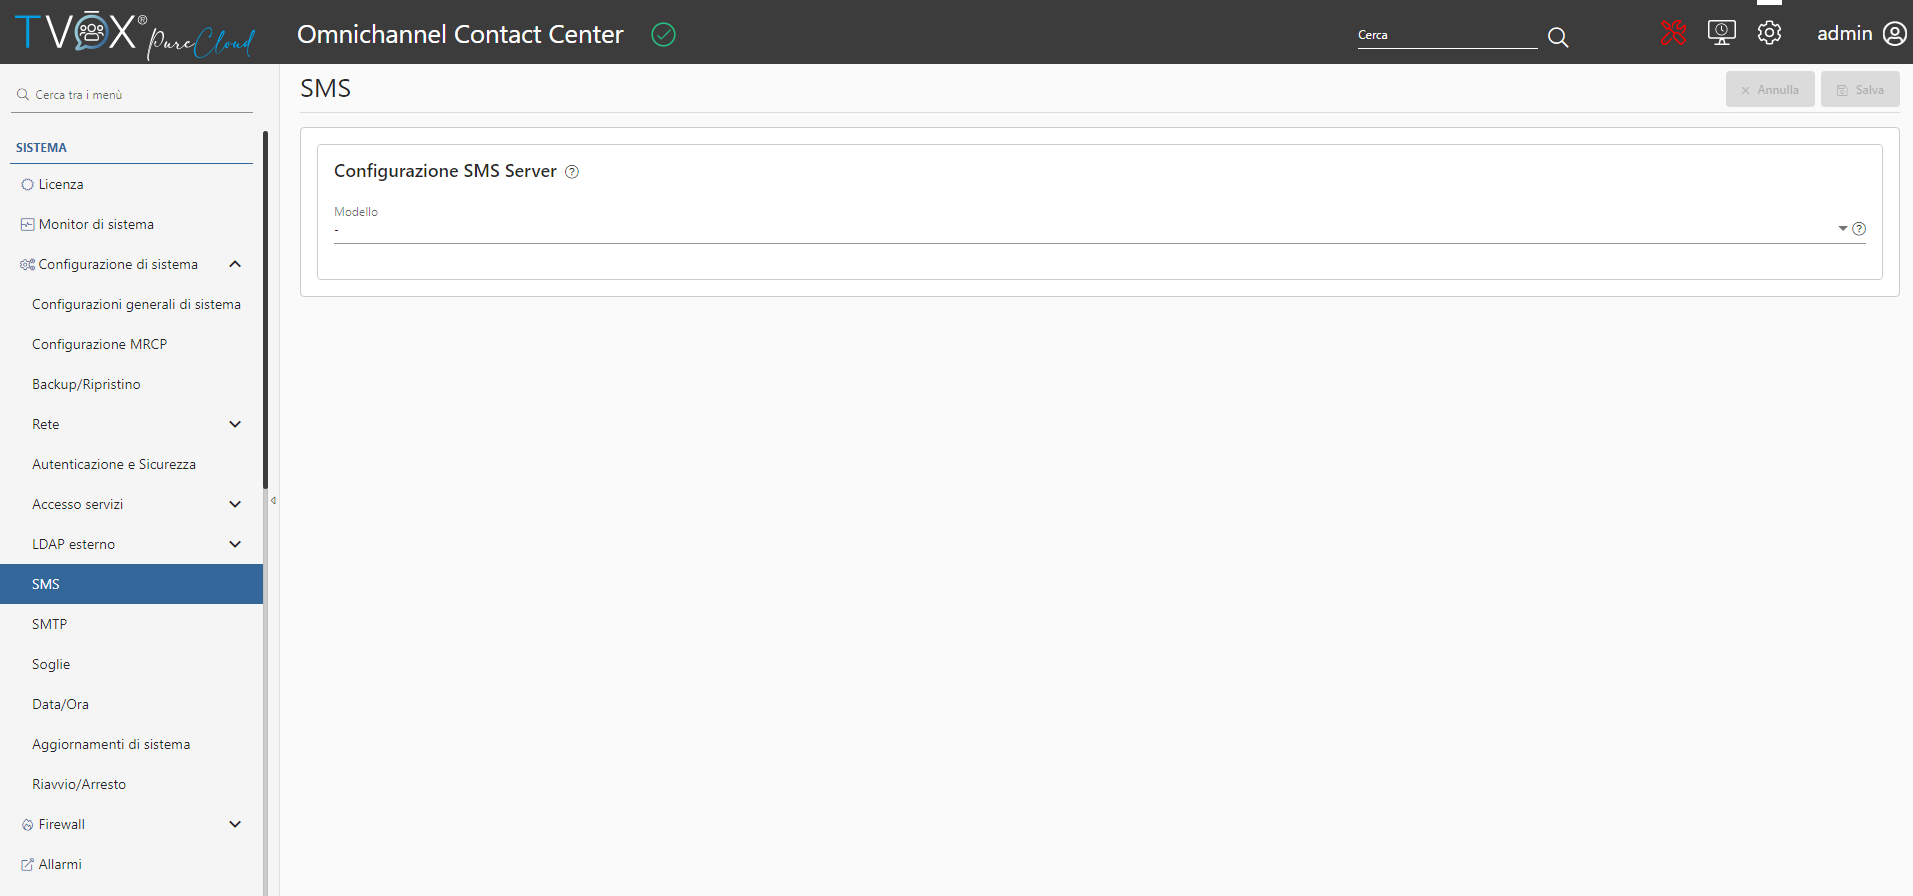 TVOX® PureCloud
Omnichannel Contact Center
Cerca
admin
Cerca tra i menù
SISTEMA
Licenza
Monitor di sistema
Configurazione di sistema
Configurazioni generali di sistema
Configurazione MRCP
Backup/Ripristino
Rete
Autenticazione e Sicurezza
Accesso servizi
LDAP esterno
SMS
SMTP
Soglie
Data/Ora
Aggiornamenti di sistema
Riavvio/Arresto
Firewall
Allarmi
SMS
Annulla
Salva
Configurazione SMS Server
Modello
-